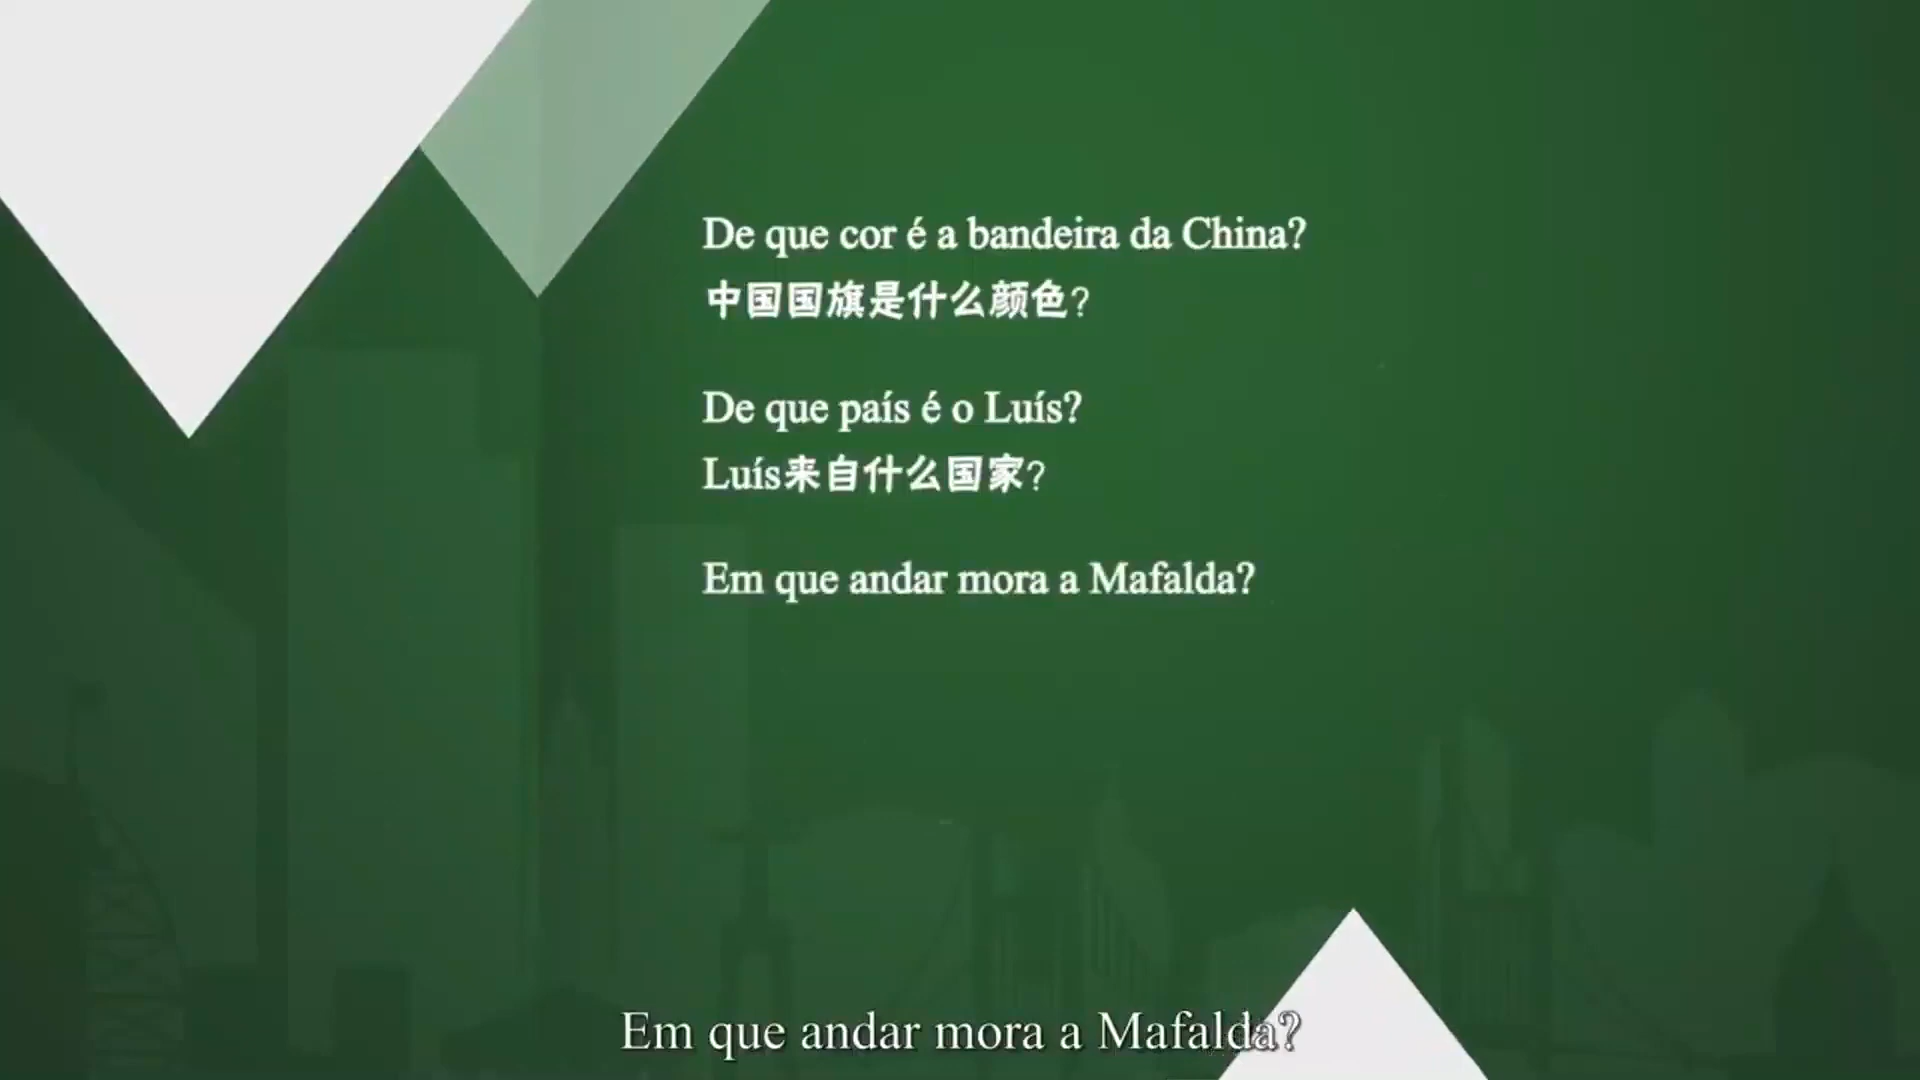 De que cor é a bandeira da China?
中国国旗是什么颜色?
De que país é o Luís?
Luís来自什么国家?
Em que andar mora a Mafalda?
Em que andar mora a Mafalda?